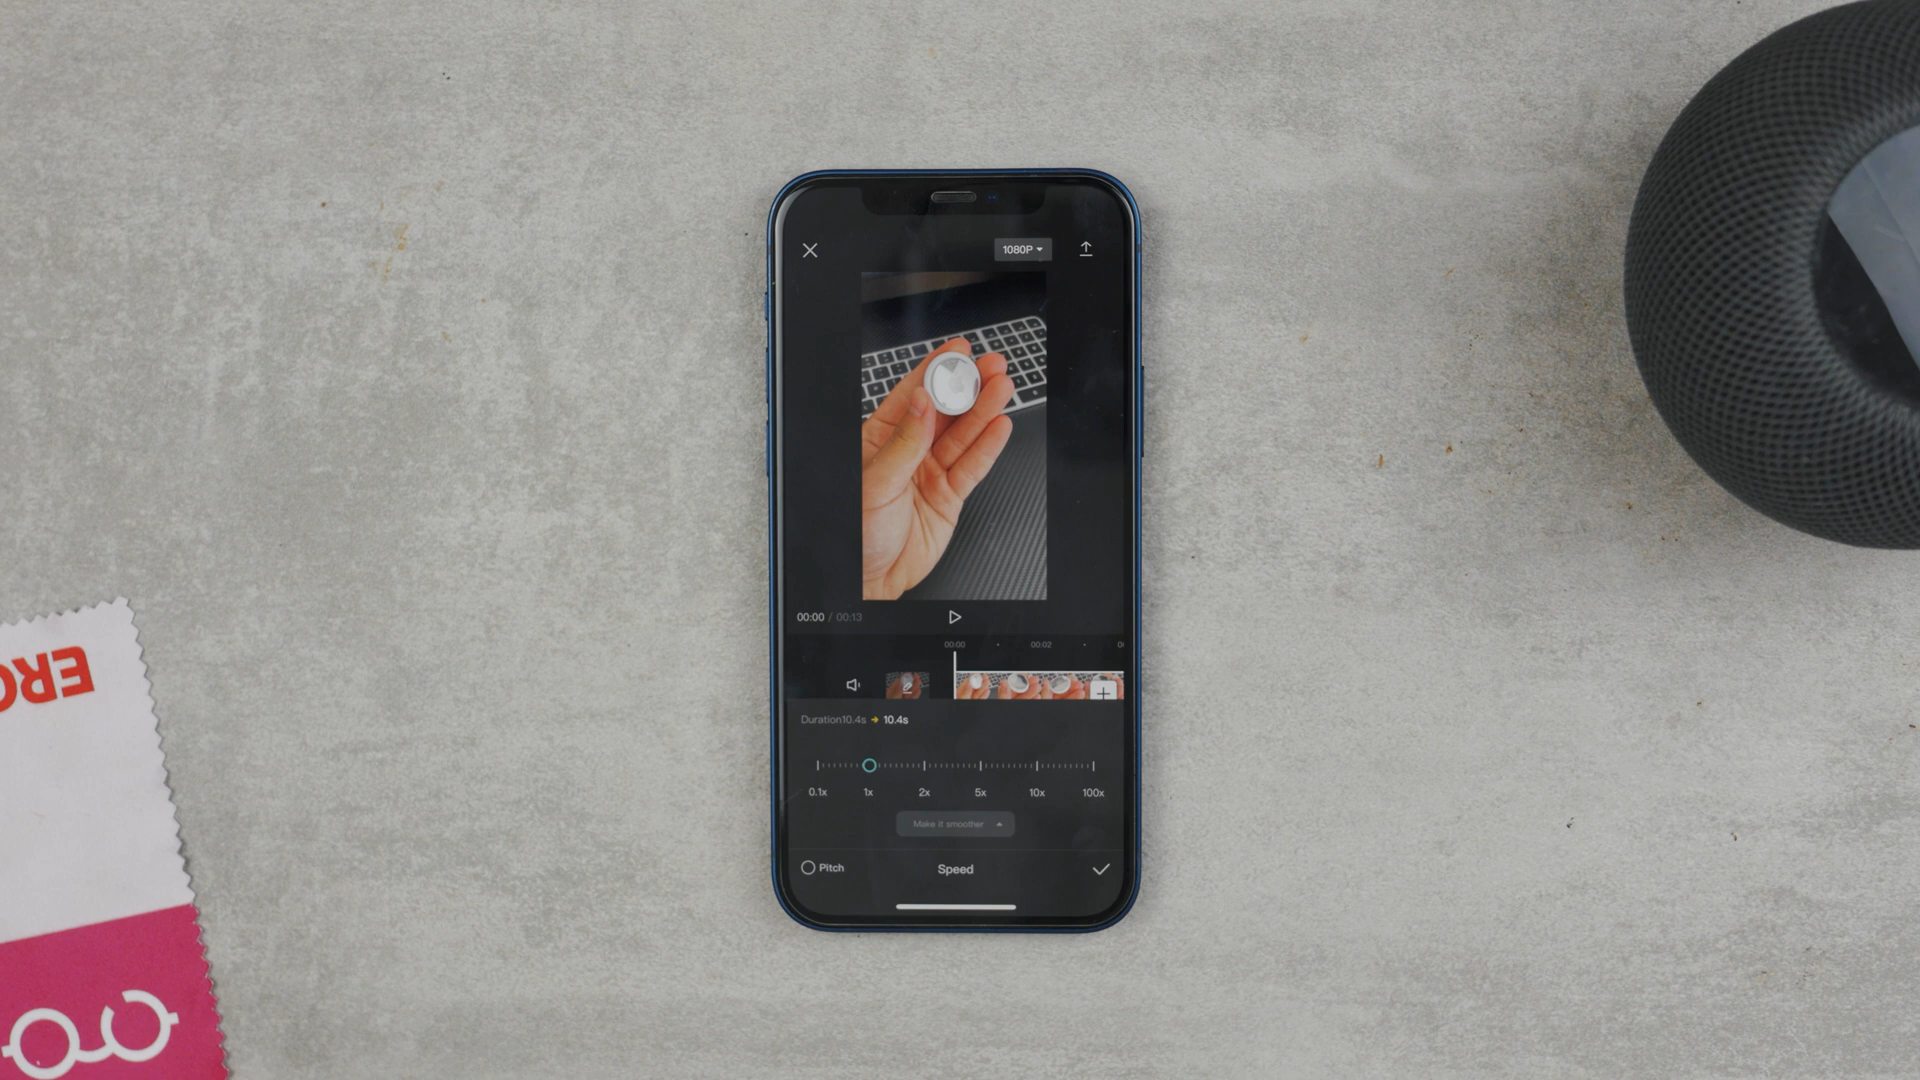 1080P
00:00 / 00:13
00:00 00:02
Duration10.4s 10.4s
0.1x 1x 2x 5x 10x 100x
Make it smoother
Pitch Speed
ERO